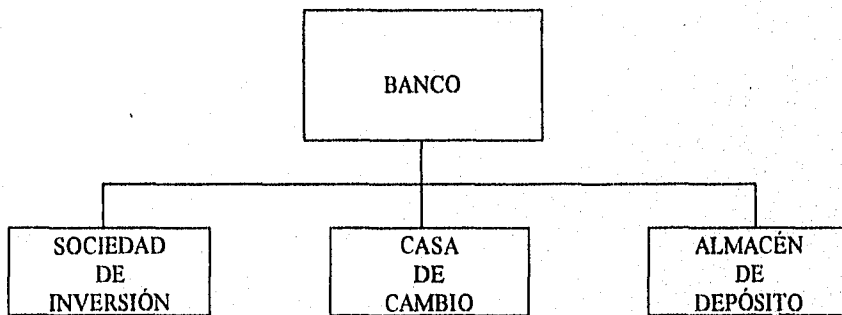 BANCO
SOCIEDAD
DE
INVERSIÓN
CASA
DE
CAMBIO
ALMACÉN
DE
DEPÓSITO